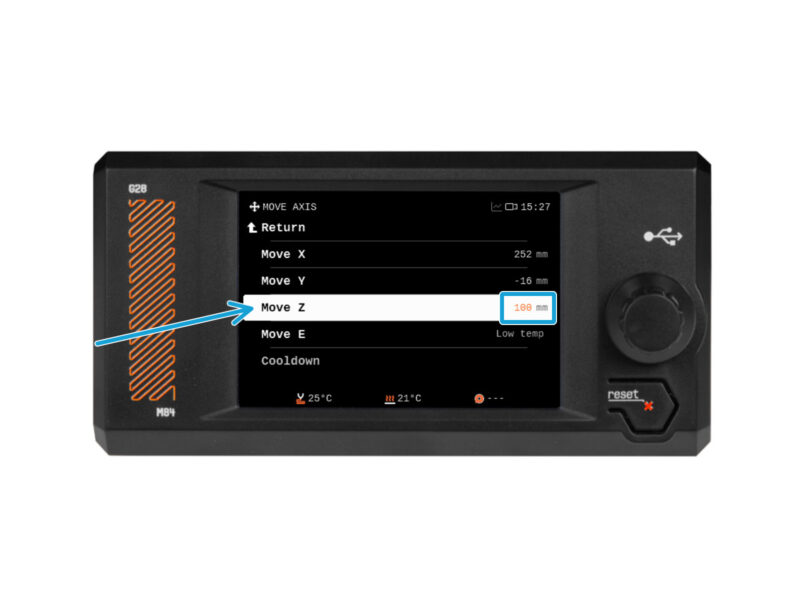 G28
MOVE AXIS 15:27
Return
Move X 252 mm
Move Y -16 mm
Move Z 100 mm
Move E Low temp
Cooldown
reset
25°C 21°C ---
M84